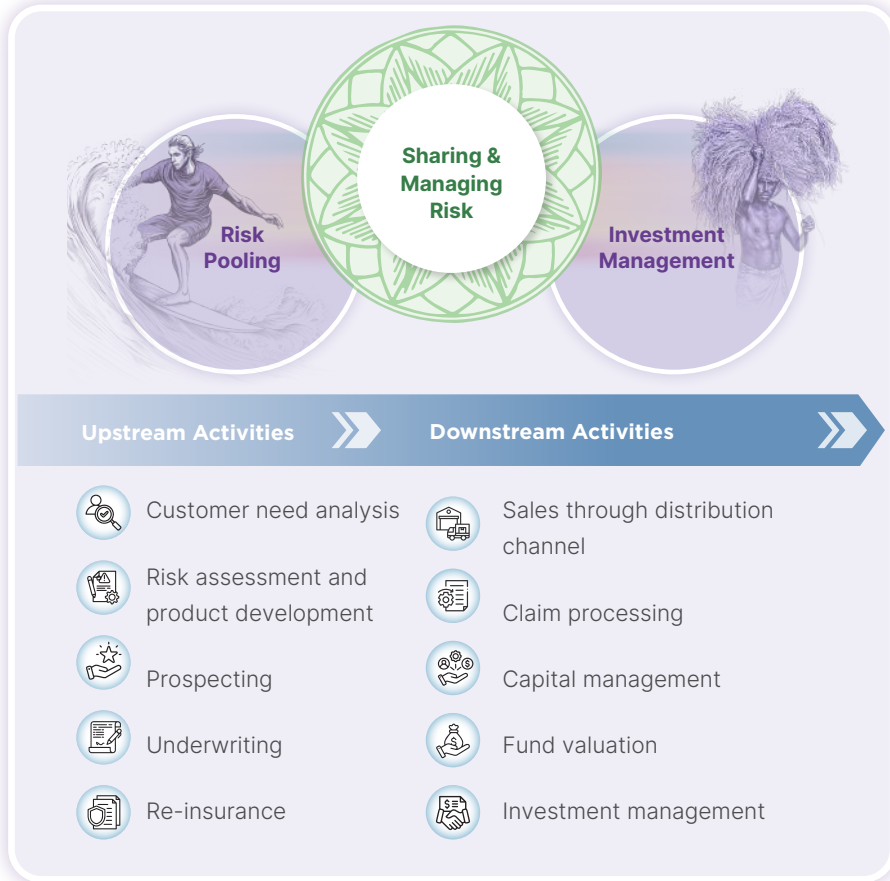 Sharing &
Managing
Risk
Risk
Pooling
Investment
Management
Upstream Activities
Downstream Activities
Customer need analysis
Risk assessment and
product development
Prospecting
Underwriting
Re-insurance
Sales through distribution
channel
Claim processing
Capital management
Fund valuation
Investment management